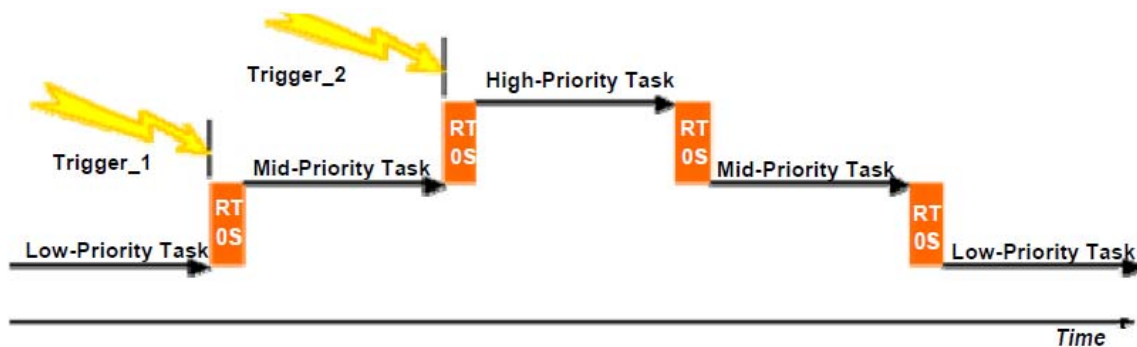 Trigger_2
High-Priority Task
RT
0S
RT
0S
Trigger_1
Mid-Priority Task
Mid-Priority Task
RT
0S
RT
0S
Low-Priority Task
Low-Priority Task
Time